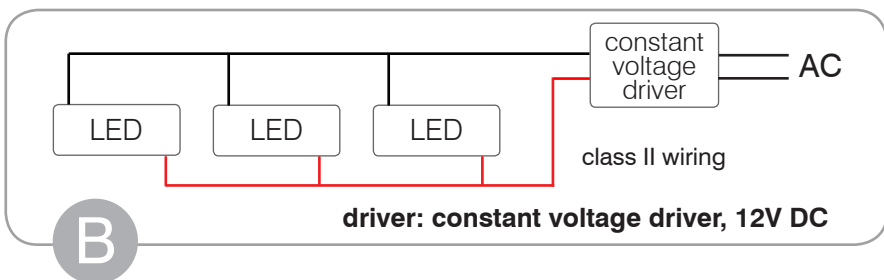 constant
voltage
driver
AC
LED
LED
LED
class II wiring
driver: constant voltage driver, 12V DC
B